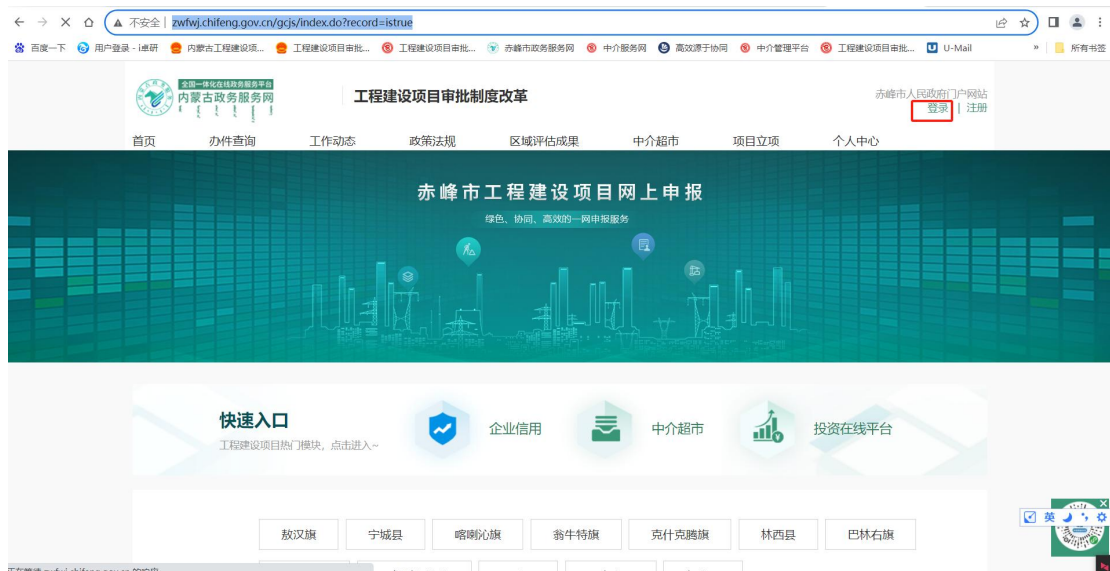 不安全 | zwfwj.chifeng.gov.cn/gcjs/index.do?record=istrue
百度一下 用户登录 - i卓研 内蒙古工程建设项... 工程建设项目审批... 工程建设项目审批... 赤峰市政务服务网 中介服务网 高效源于协同 中介管理平台 工程建设项目审批... U-Mail » 所有书签
全国一体化在线政务服务平台
内蒙古政务服务网
工程建设项目审批制度改革
赤峰市人民政府门户网站
登录 | 注册
首页 办件查询 工作动态 政策法规 区域评估成果 中介超市 项目立项 个人中心
赤峰市工程建设项目网上申报
绿色、协同、高效的一网申报服务
快速入口
工程建设项目热门模块，点击进入~
企业信用 中介超市 投资在线平台
敖汉旗 宁城县 喀喇沁旗 翁牛特旗 克什克腾旗 林西县 巴林右旗
英